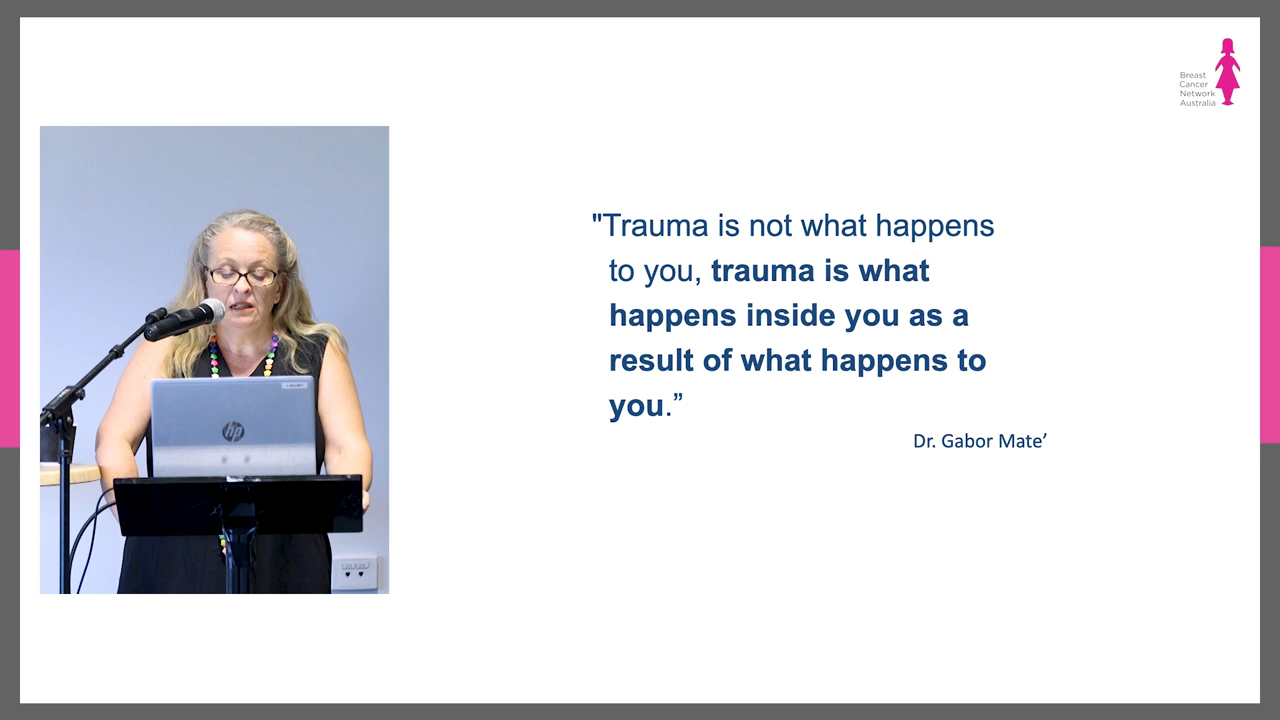 Breast
Cancer
Network
Australia
"Trauma is not what happens
to you, trauma is what
happens inside you as a
result of what happens to
you.”
Dr. Gabor Mate’
hp